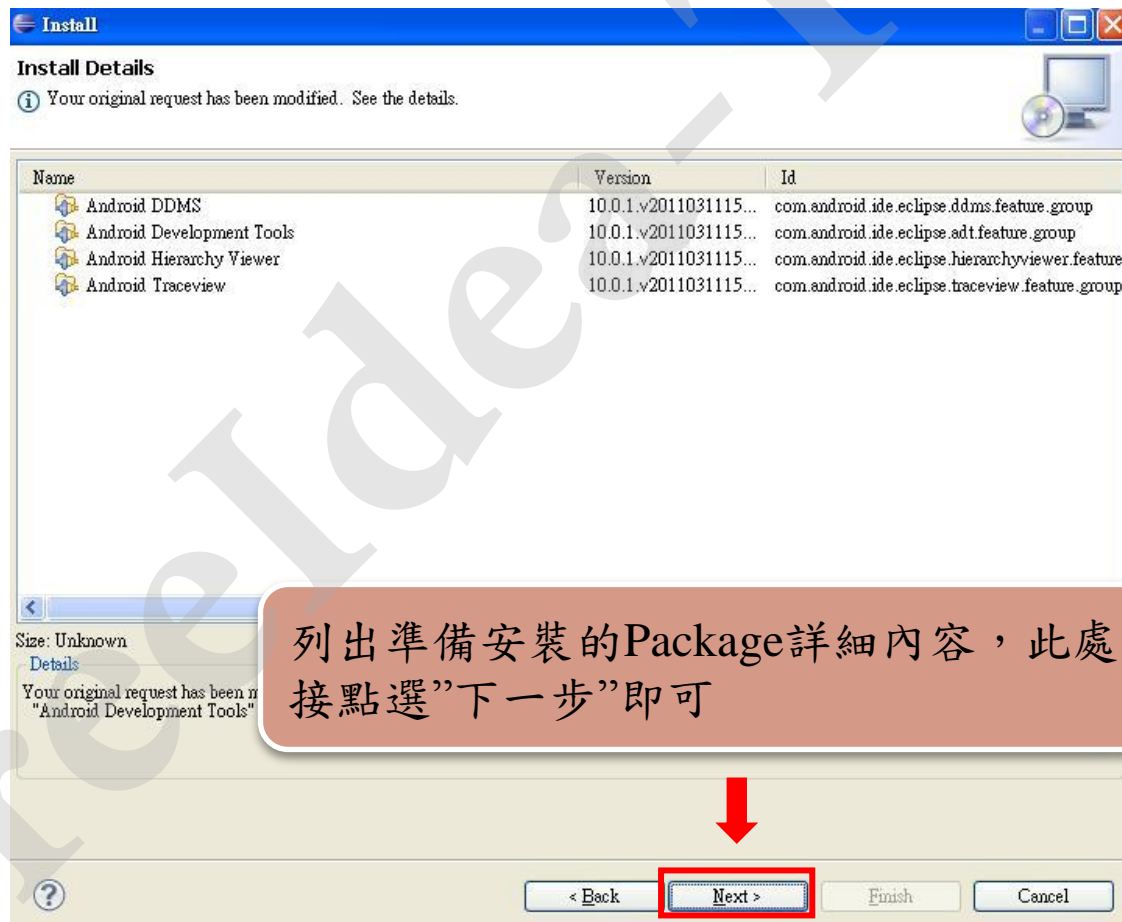 Install
Install Details
Your original request has been modified. See the details.
Name Version Id
Android DDMS 10.0.1.v2011031115... com.android.ide.eclipse.ddms.feature.group
Android Development Tools 10.0.1.v2011031115... com.android.ide.eclipse.adt.feature.group
Android Hierarchy Viewer 10.0.1.v2011031115... com.android.ide.eclipse.hierarchyviewer.feature
Android Traceview 10.0.1.v2011031115... com.android.ide.eclipse.traceview.feature.group
Size: Unknown
Details
Your original request has been
"Android Development Tools"
列出準備安裝的Package詳細內容,此處
接點選”下一步”即可
< Back Next > Finish Cancel
reeIdea-